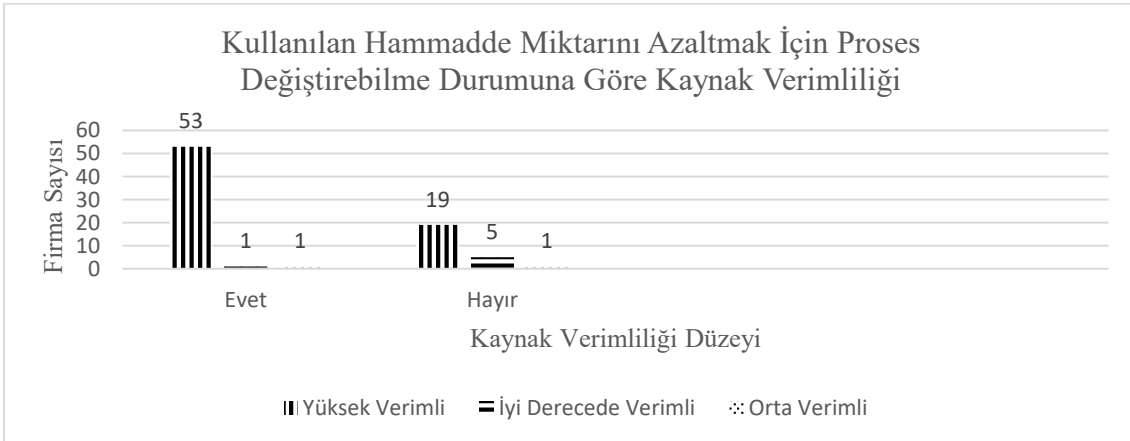 Kullanılan Hammadde Miktarını Azaltmak İçin Proses
Değiştirebilme Durumuna Göre Kaynak Verimliliği
Firma Sayısı
60
50
40
30
20
10
0
53
1
1
19
5
1
Evet
Hayır
Kaynak Verimliliği Düzeyi
Yüksek Verimli
İyi Derecede Verimli
Orta Verimli